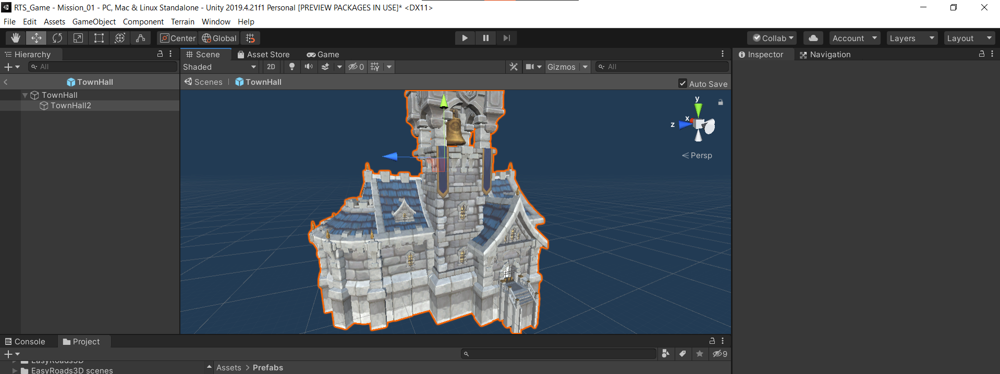 RTS_Game - Mission_01 - PC, Mac & Linux Standalone - Unity 2019.4.21f1 Personal [PREVIEW PACKAGES IN USE]* <DX11>
File Edit Assets GameObject Component Terrain Window Help
Center Global Collab Account Layers Layout
Hierarchy
All
TownHall
TownHall
TownHall2
Scene Asset Store Game
Shaded 2D 0 Gizmos All
Scenes | TownHall Auto Save
y
x
z
Persp
Inspector Navigation
Console Project
9
EasyRoads3D
EasyRoads3D scenes
Assets > Prefabs